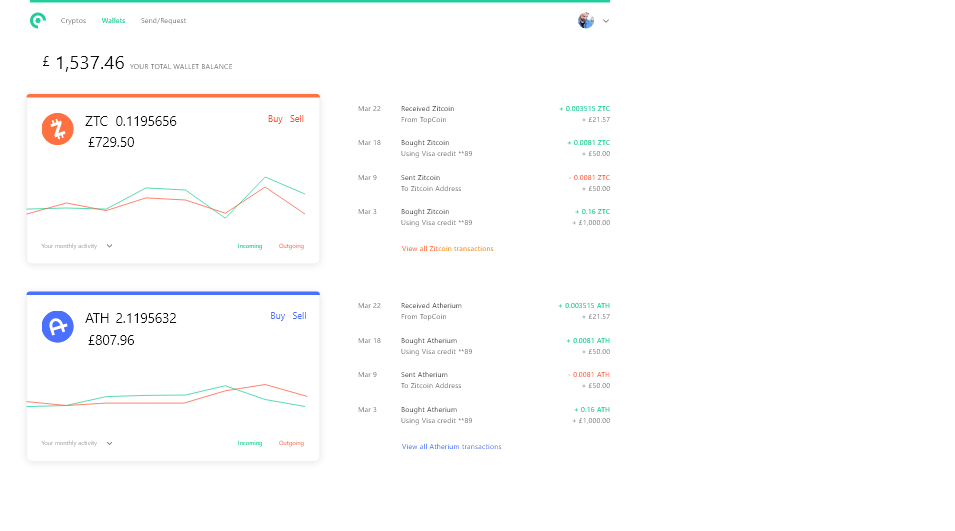 Cryptos Wallets Send/Request
£ 1,537.46 YOUR TOTAL WALLET BALANCE
ZTC 0.1195656 Buy Sell
£729.50
Your monthly activity Incoming Outgoing
Mar 22 Received Zitcoin + 0.003515 ZTC
From TopCoin + £21.57
Mar 18 Bought Zitcoin + 0.0081 ZTC
Using Visa credit **89 + £50.00
Mar 9 Sent Zitcoin - 0.0081 ZTC
To Zitcoin Address + £50.00
Mar 3 Bought Zitcoin + 0.16 ZTC
Using Visa credit **89 + £1,000.00
View all Zitcoin transactions
ATH 2.1195632 Buy Sell
£807.96
Your monthly activity Incoming Outgoing
Mar 22 Received Atherium + 0.003515 ATH
From TopCoin + £21.57
Mar 18 Bought Atherium + 0.0081 ATH
Using Visa credit **89 + £50.00
Mar 9 Sent Atherium - 0.0081 ATH
To Zitcoin Address + £50.00
Mar 3 Bought Atherium + 0.16 ATH
Using Visa credit **89 + £1,000.00
View all Atherium transactions